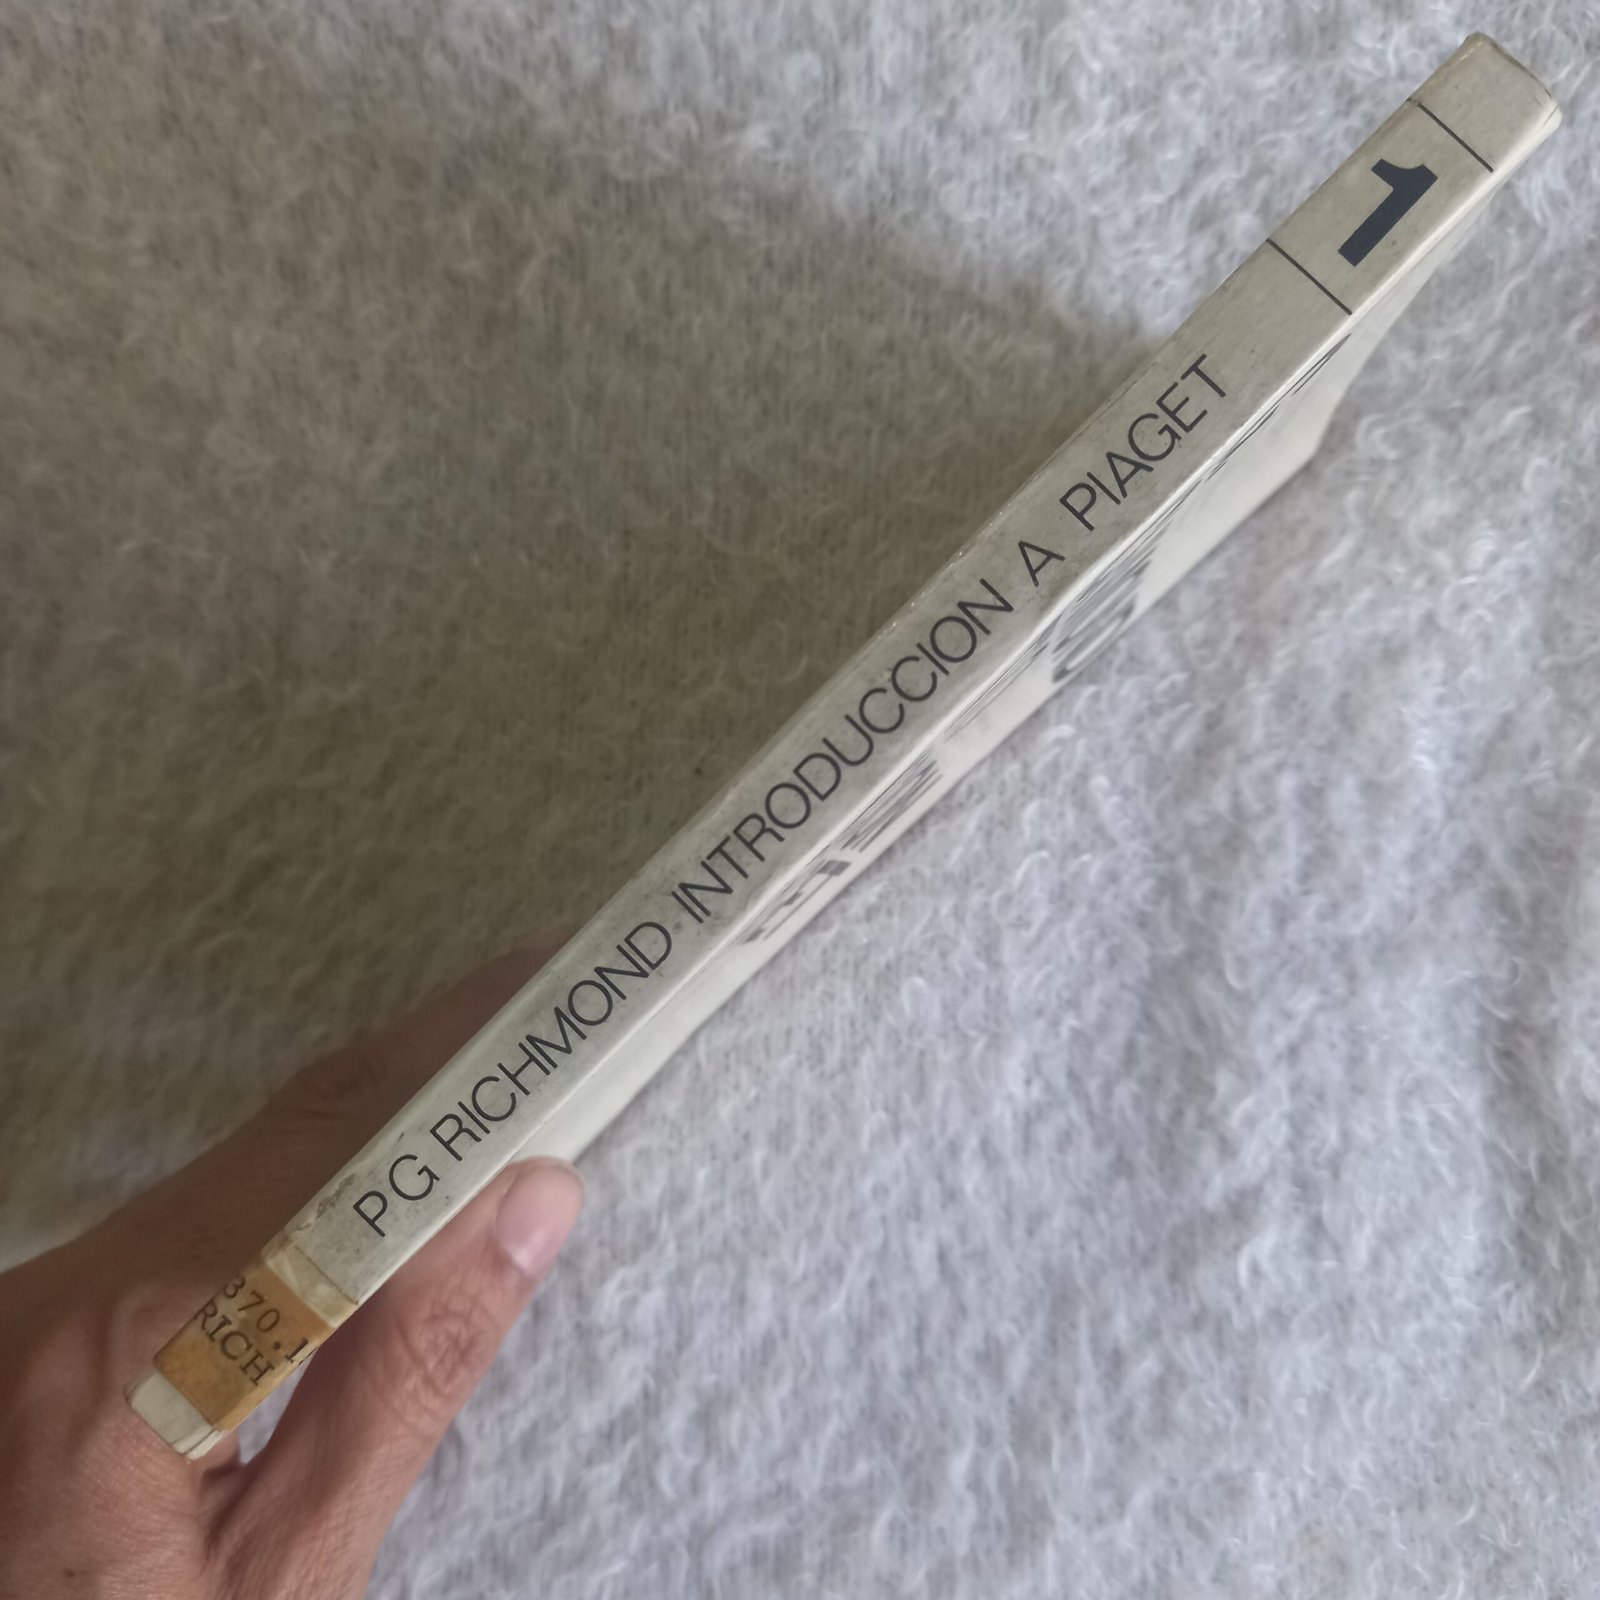 1
P G RICHMOND INTRODUCCION A PIAGET
370.1
RICH